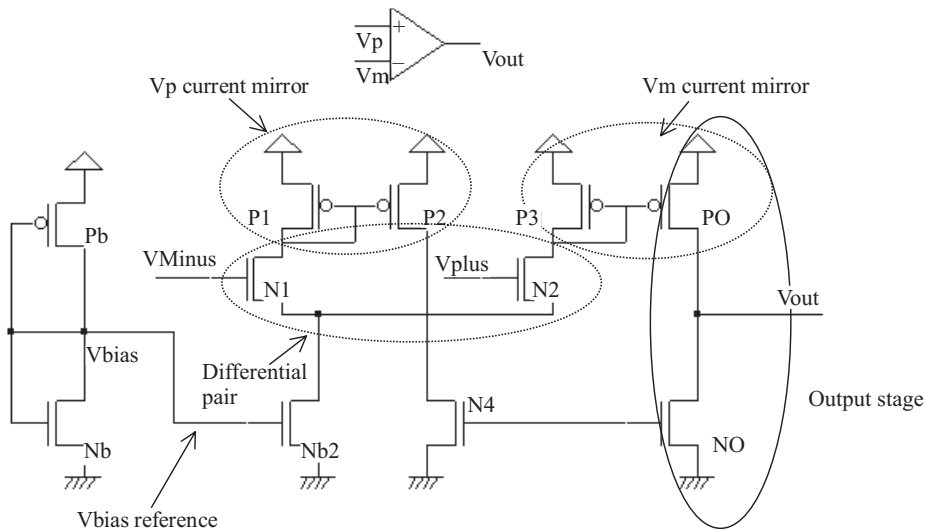 +
Vp
−
Vm
Vout
Vp current mirror
Vm current mirror
P1
P2
P3
PO
Pb
VMinus
N1
Vplus
N2
Vout
Vbias
Differential
pair
N4
Output stage
Nb
Nb2
NO
Vbias reference